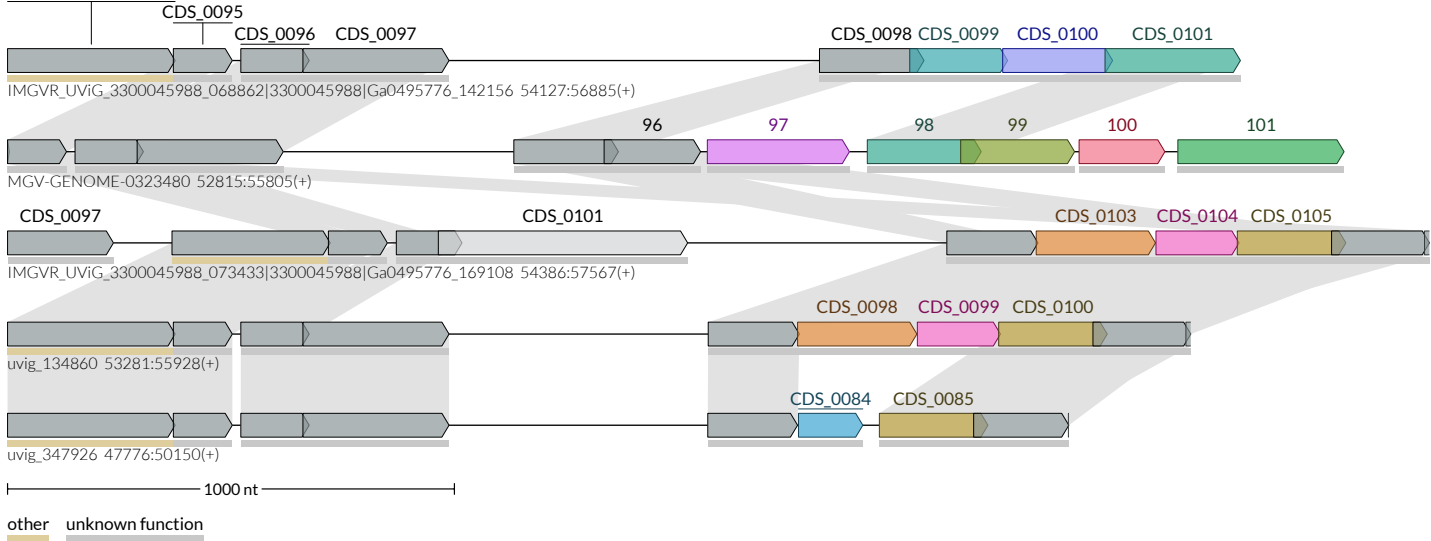 CDS_0095
CDS_0096 CDS_0097 CDS_0098 CDS_0099 CDS_0100 CDS_0101
IMGVR_UViG_3300045988_068862|3300045988|Ga0495776_142156 54127:56885(+)
96 97 98 99 100 101
MGV-GENOME-0323480 52815:55805(+)
CDS_0097 CDS_0101 CDS_0103 CDS_0104 CDS_0105
IMGVR_UViG_3300045988_073433|3300045988|Ga0495776_169108 54386:57567(+)
CDS_0098 CDS_0099 CDS_0100
uvig_134860 53281:55928(+)
CDS_0084 CDS_0085
uvig_347926 47776:50150(+)
1000 nt
other unknown function